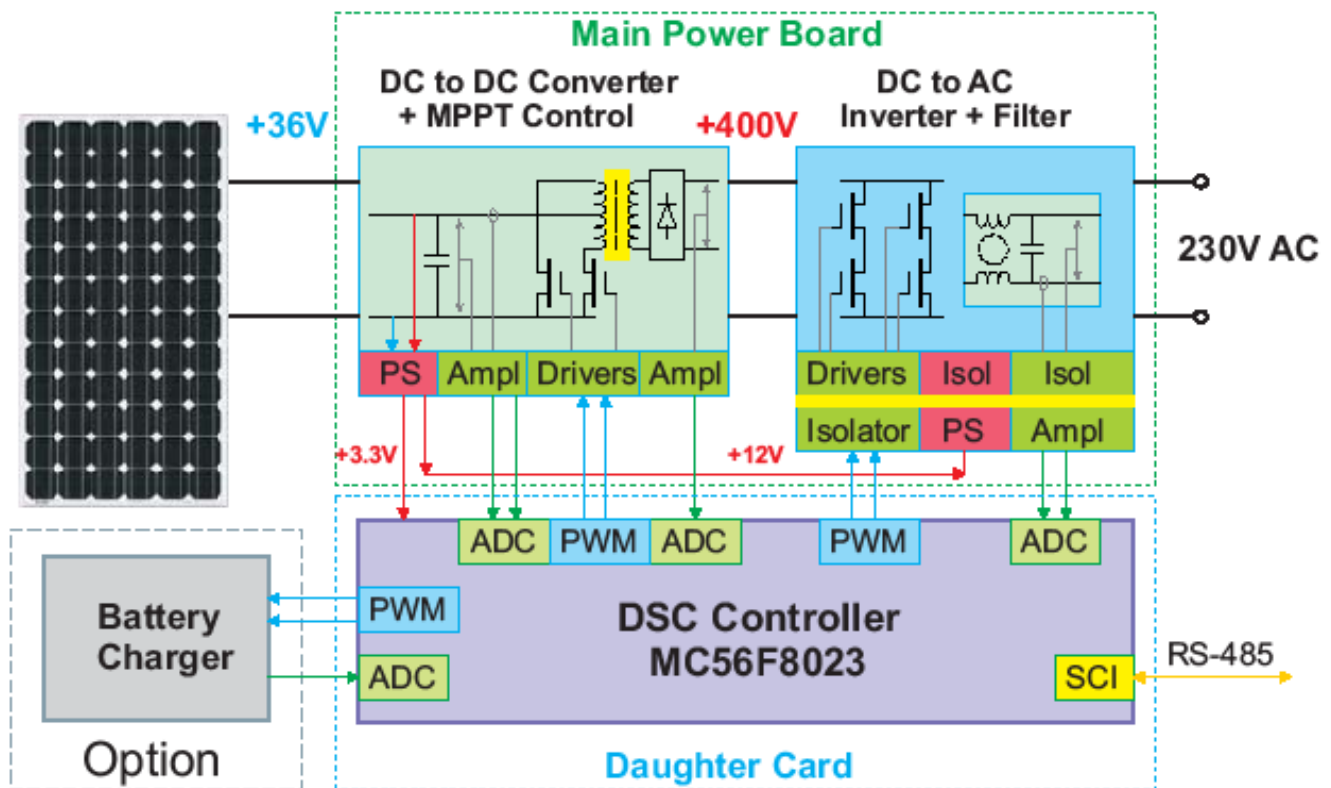 Main Power Board
DC to DC Converter
+ MPPT Control
DC to AC
Inverter + Filter
+36V
+400V
230V AC
PS
Ampl
Drivers
Ampl
Drivers
Isol
Isol
Isolator
PS
Ampl
+3.3V
+12V
ADC
PWM
ADC
PWM
ADC
Battery
Charger
PWM
ADC
DSC Controller
MC56F8023
SCI
RS-485
Option
Daughter Card